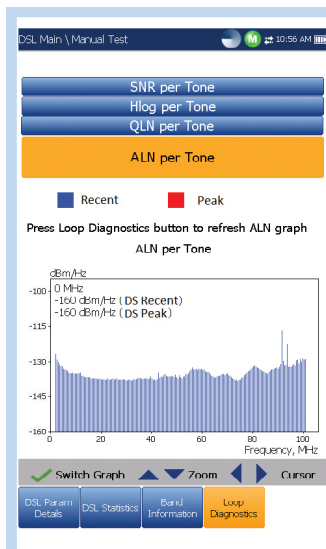 DSL Main \ Manual Test M 10:56 AM
SNR per Tone
Hlog per Tone
QLN per Tone
ALN per Tone
Recent Peak
Press Loop Diagnostics button to refresh ALN graph
ALN per Tone
dBm/Hz
-100
0 MHz
-160 dBm/Hz (DS Recent)
-160 dBm/Hz (DS Peak)
-115
-130
-145
-160
0 20 40 60 80 100
Frequency, MHz
Switch Graph Zoom Cursor
DSL Param Details
DSL Statistics
Band Information
Loop Diagnostics